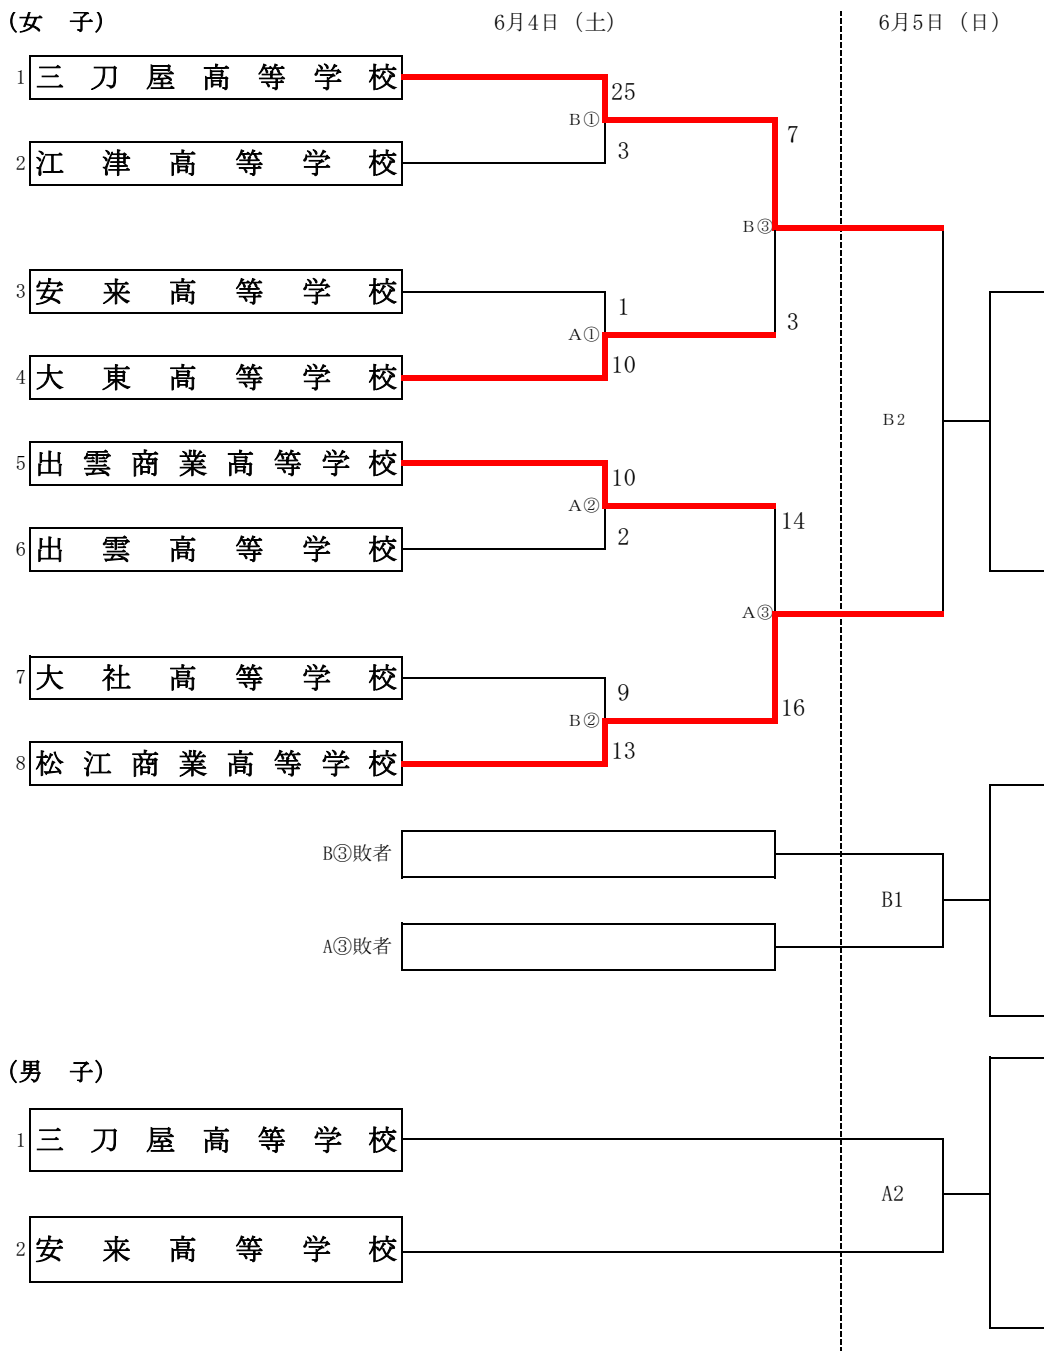 (女　子)　6月4日（土）　6月5日（日）
1 三刀屋高等学校
25
B①
7
3
2 江津高等学校
B③
3 安来高等学校
1
3
A①
10
4 大東高等学校
B2
5 出雲商業高等学校
10
A②
14
2
6 出雲高等学校
A③
7 大社高等学校
9
16
B②
13
8 松江商業高等学校
B③敗者
B1
A③敗者
(男　子)
1 三刀屋高等学校
A2
2 安来高等学校